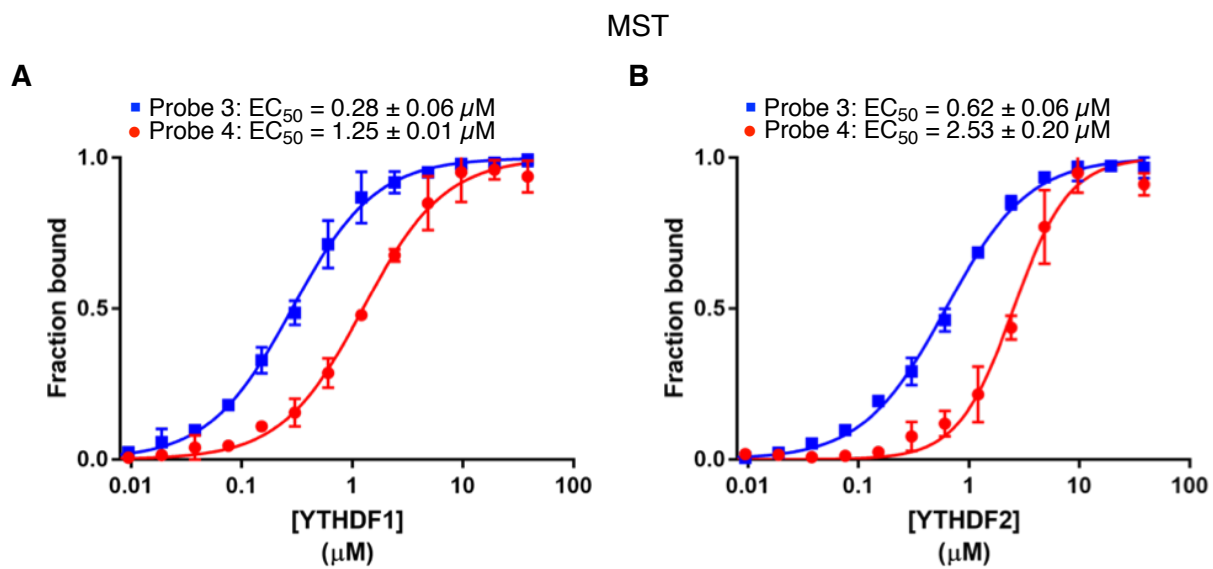 MST
A
Probe 3: EC50 = 0.28 ± 0.06 µM
Probe 4: EC50 = 1.25 ± 0.01 µM
1.0
0.5
0.0
Fraction bound
0.01 0.1 1 10 100
[YTHDF1]
(µM)
B
Probe 3: EC50 = 0.62 ± 0.06 µM
Probe 4: EC50 = 2.53 ± 0.20 µM
1.0
0.5
0.0
Fraction bound
0.01 0.1 1 10 100
[YTHDF2]
(µM)